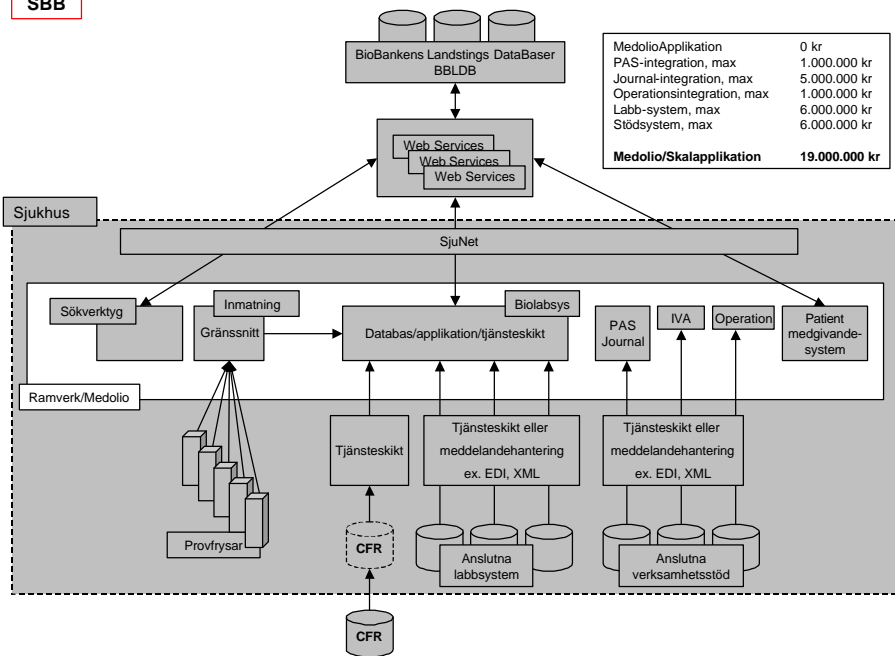 SBB
BioBankens Landstings DataBaser
BBLDB
MedolioApplikation 0 kr
PAS-integration, max 1.000.000 kr
Journal-integration, max 5.000.000 kr
Operationsintegration, max 1.000.000 kr
Labb-system, max 6.000.000 kr
Stödsystem, max 6.000.000 kr
Medolio/Skalapplikation 19.000.000 kr
Web Services
Web Services
Web Services
Sjukhus
SjuNet
Sökverktyg
Inmatning
Gränssnitt
Biolabsys
Databas/applikation/tjänsteskikt
PAS
Journal
IVA
Operation
Patient
medgivande-
system
Ramverk/Medolio
Tjänsteskikt
Tjänsteskikt eller
meddelandehantering
ex. EDI, XML
Tjänsteskikt eller
meddelandehantering
ex. EDI, XML
Provfrysar
CFR
Anslutna
labbsystem
Anslutna
verksamhetsstöd
CFR